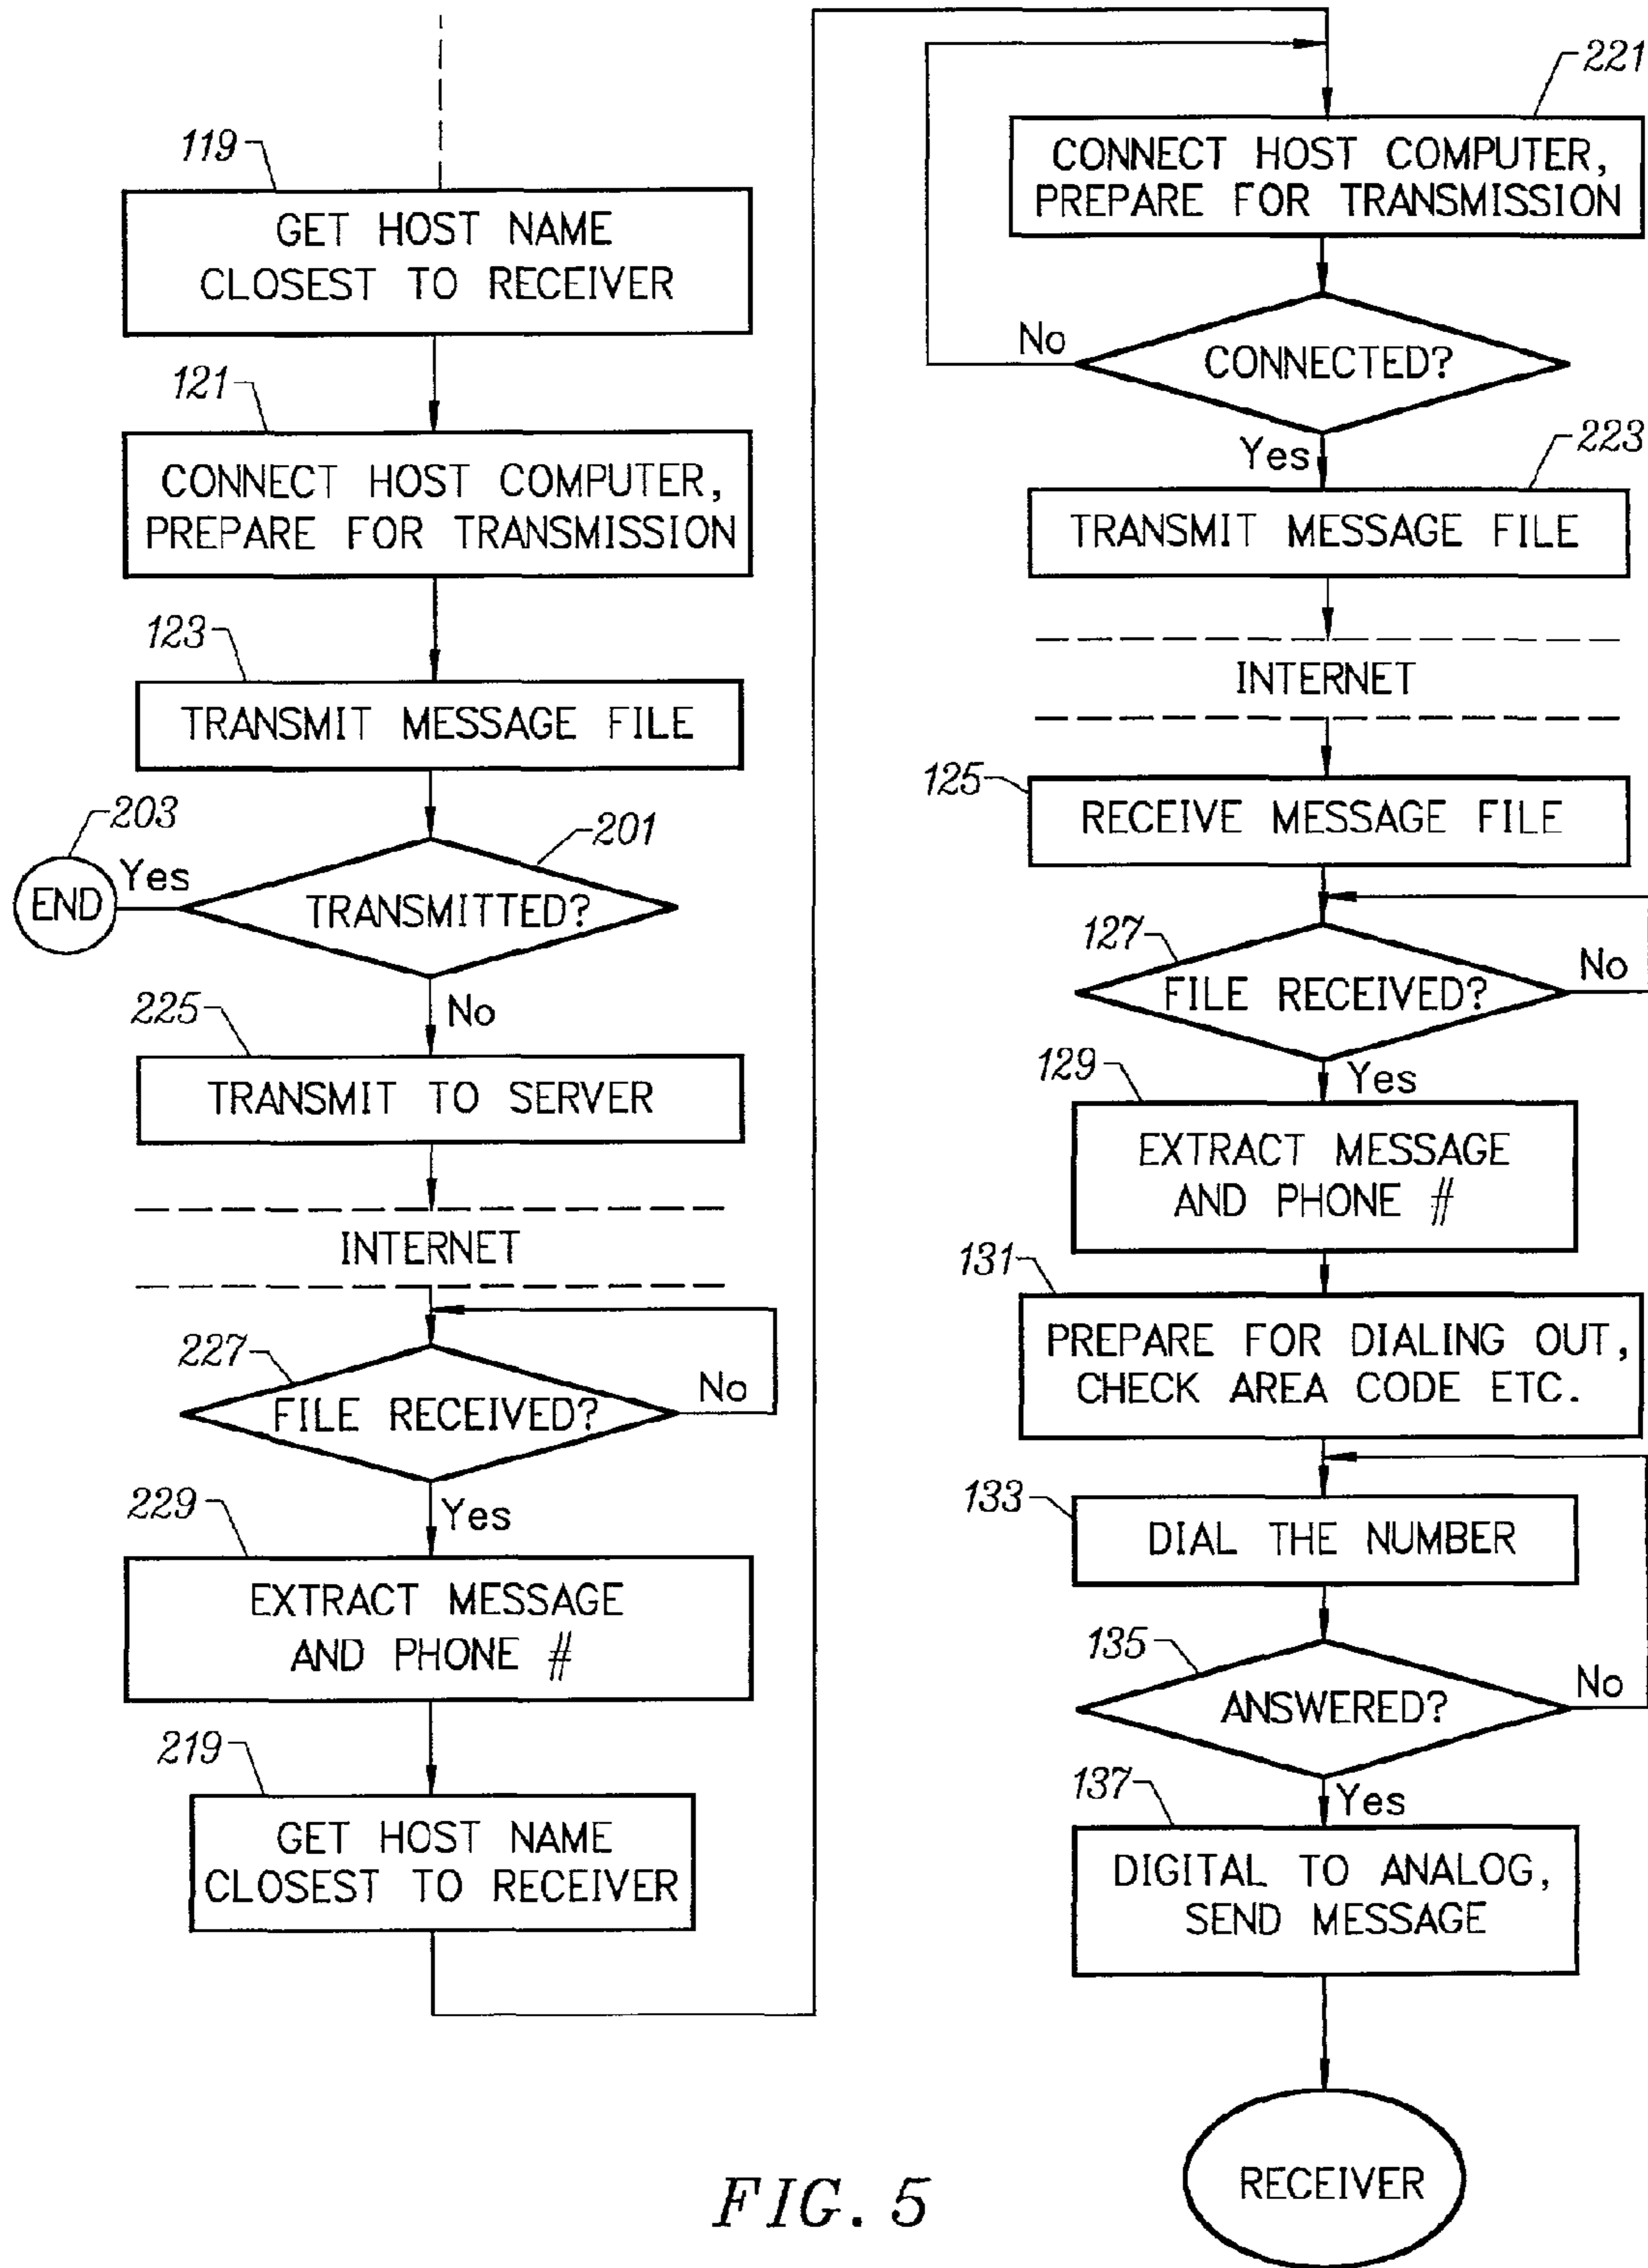 119
GET HOST NAME
CLOSEST TO RECEIVER
121
CONNECT HOST COMPUTER,
PREPARE FOR TRANSMISSION
123
TRANSMIT MESSAGE FILE
203
201
END
Yes
TRANSMITTED?
No
225
TRANSMIT TO SERVER
INTERNET
227
FILE RECEIVED?
No
Yes
229
EXTRACT MESSAGE
AND PHONE #
219
GET HOST NAME
CLOSEST TO RECEIVER
221
CONNECT HOST COMPUTER,
PREPARE FOR TRANSMISSION
No
CONNECTED?
Yes
223
TRANSMIT MESSAGE FILE
INTERNET
125
RECEIVE MESSAGE FILE
127
FILE RECEIVED?
No
Yes
129
EXTRACT MESSAGE
AND PHONE #
131
PREPARE FOR DIALING OUT,
CHECK AREA CODE ETC.
133
DIAL THE NUMBER
135
ANSWERED?
No
Yes
137
DIGITAL TO ANALOG,
SEND MESSAGE
RECEIVER
FIG. 5